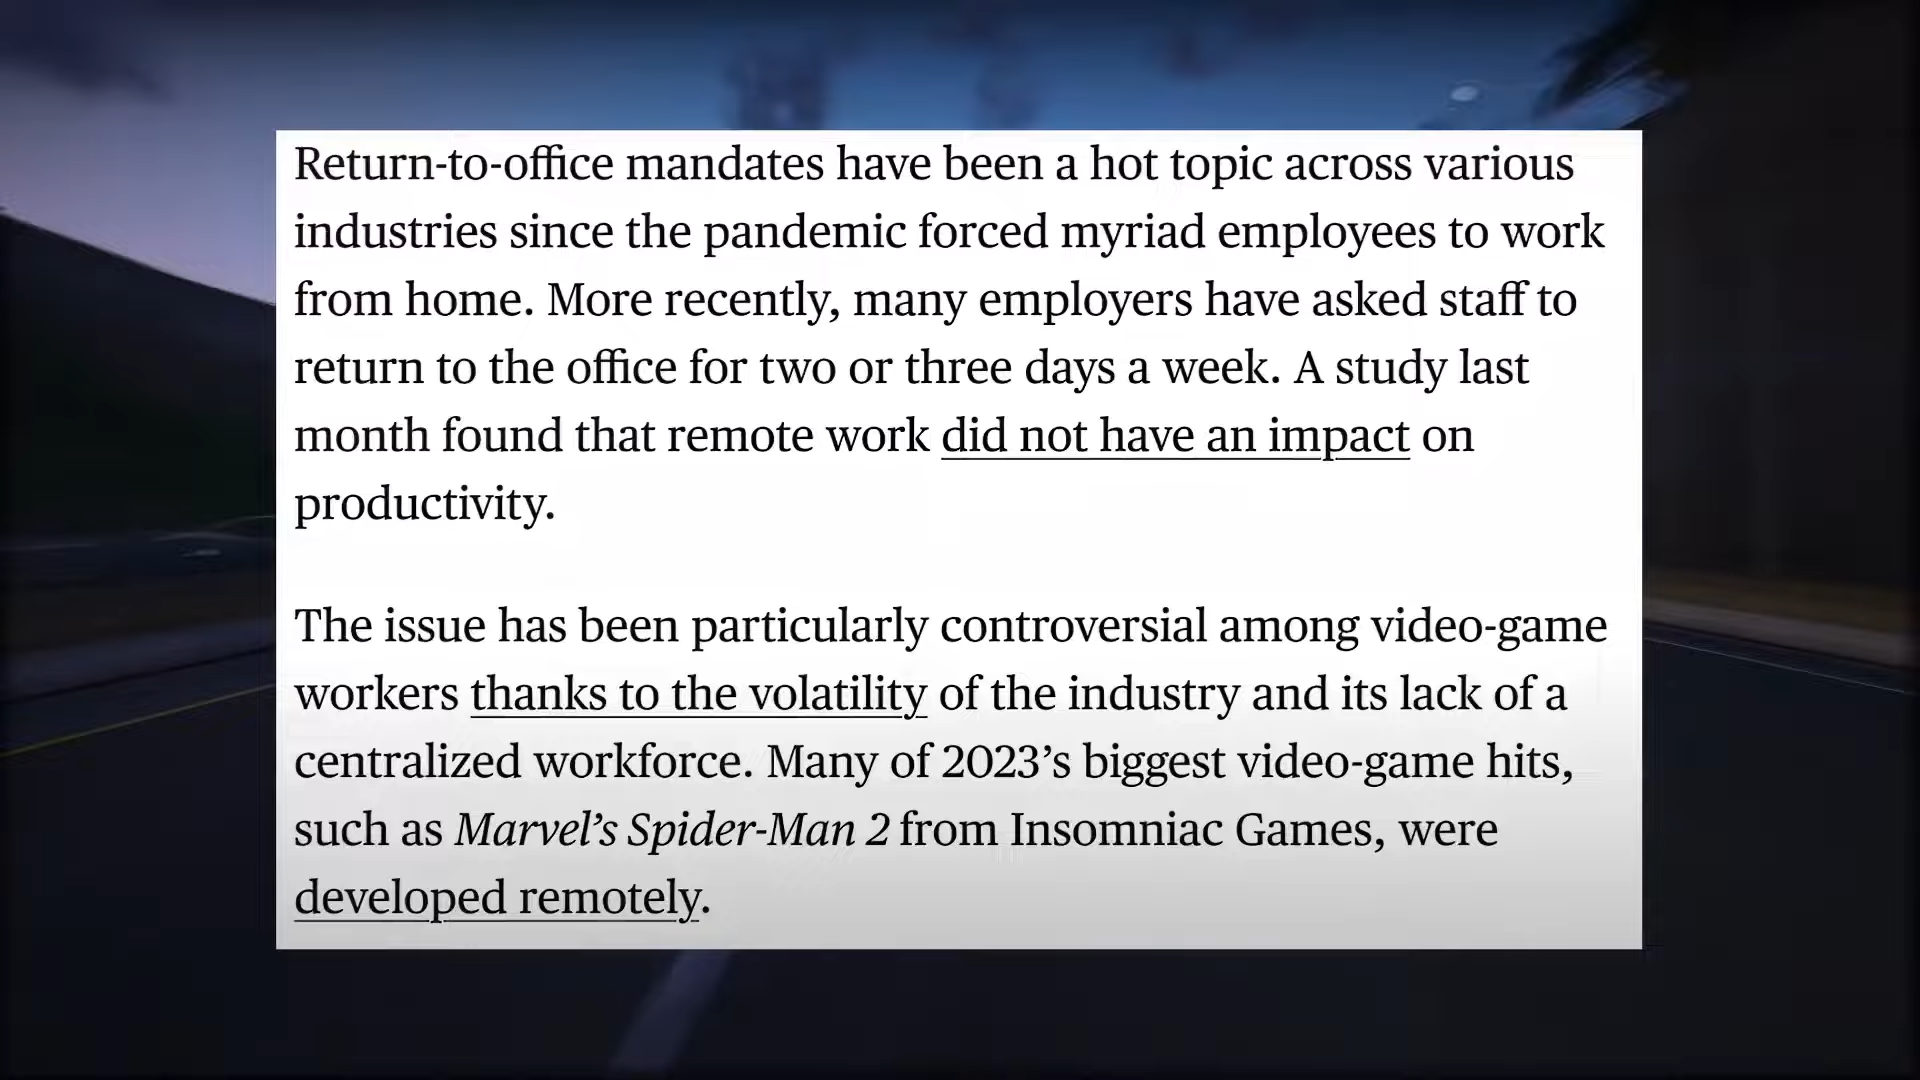 Return-to-office mandates have been a hot topic across various
industries since the pandemic forced myriad employees to work
from home. More recently, many employers have asked staff to
return to the office for two or three days a week. A study last
month found that remote work did not have an impact on
productivity.
The issue has been particularly controversial among video-game
workers thanks to the volatility of the industry and its lack of a
centralized workforce. Many of 2023’s biggest video-game hits,
such as Marvel’s Spider-Man 2 from Insomniac Games, were
developed remotely.